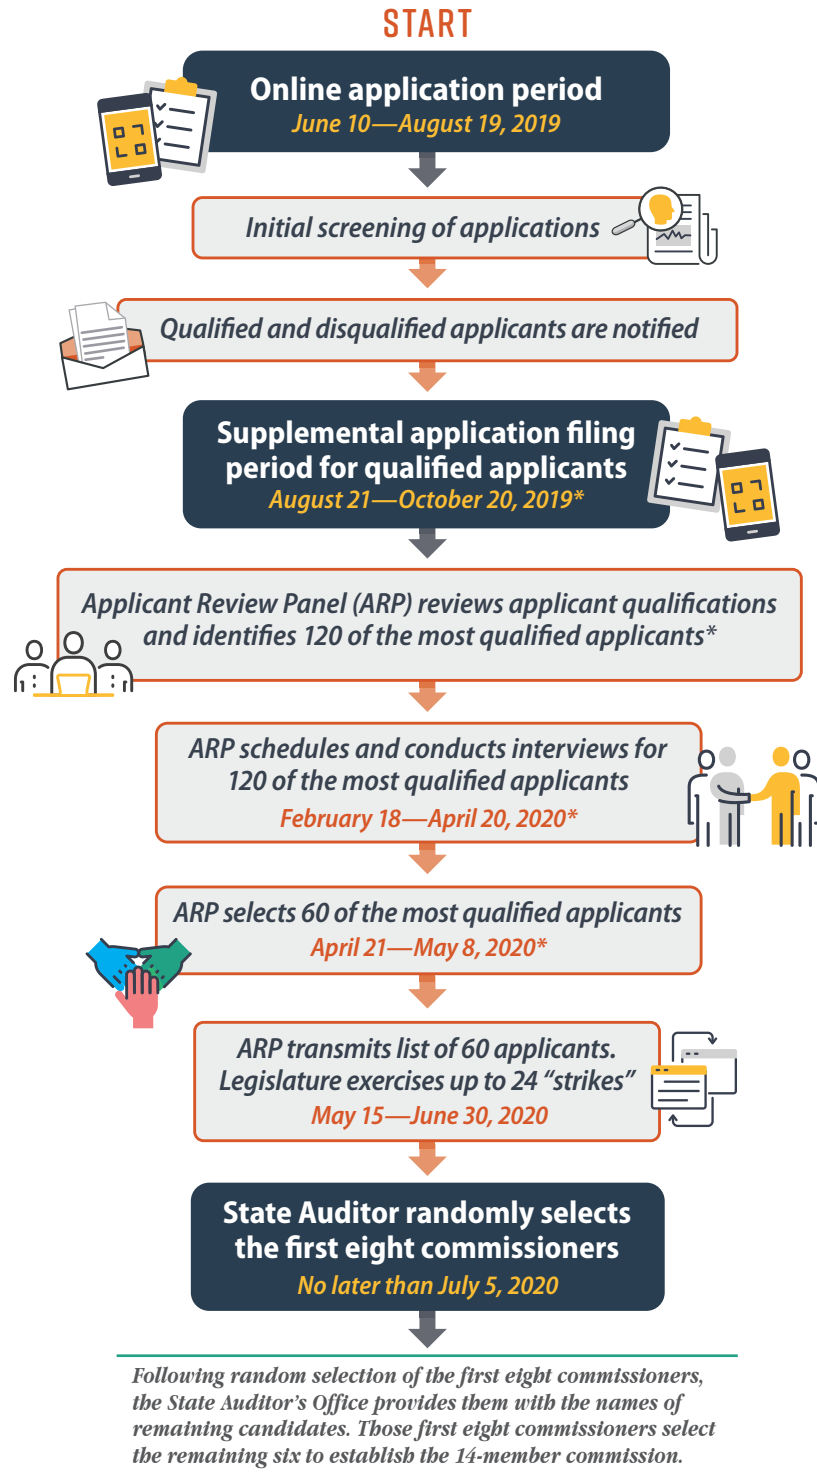 START
Online application period
June 10—August 19, 2019
Initial screening of applications
Qualified and disqualified applicants are notified
Supplemental application filing
period for qualified applicants
August 21—October 20, 2019*
Applicant Review Panel (ARP) reviews applicant qualifications
and identifies 120 of the most qualified applicants*
ARP schedules and conducts interviews for
120 of the most qualified applicants
February 18—April 20, 2020*
ARP selects 60 of the most qualified applicants
April 21—May 8, 2020*
ARP transmits list of 60 applicants.
Legislature exercises up to 24 “strikes”
May 15—June 30, 2020
State Auditor randomly selects
the first eight commissioners
No later than July 5, 2020
Following random selection of the first eight commissioners,
the State Auditor’s Office provides them with the names of
remaining candidates. Those first eight commissioners select
the remaining six to establish the 14-member commission.